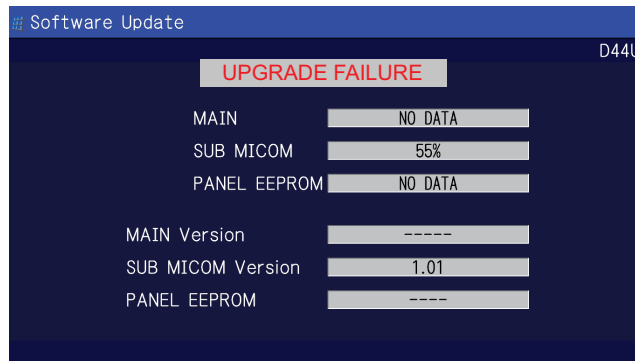 Software Update
D44U
UPGRADE FAILURE
MAIN NO DATA
SUB MICOM 55%
PANEL EEPROM NO DATA
MAIN Version -----
SUB MICOM Version 1.01
PANEL EEPROM ----